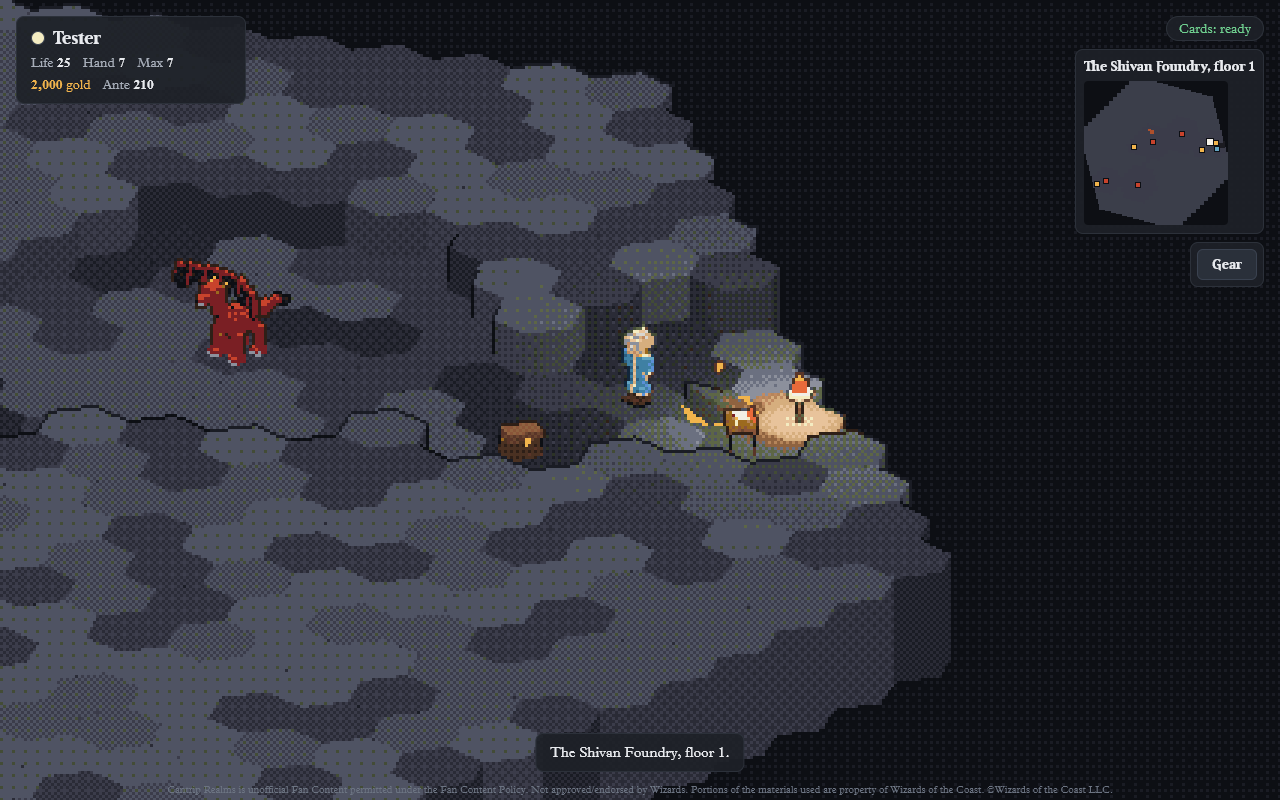 Tester
Life 25 Hand 7 Max 7
2,000 gold Ante 210
Cards: ready
The Shivan Foundry, floor 1
Gear
The Shivan Foundry, floor 1.
Cantrip Realms is unofficial Fan Content permitted under the Fan Content Policy. Not approved/endorsed by Wizards. Portions of the materials used are property of Wizards of the Coast. ©Wizards of the Coast LLC.